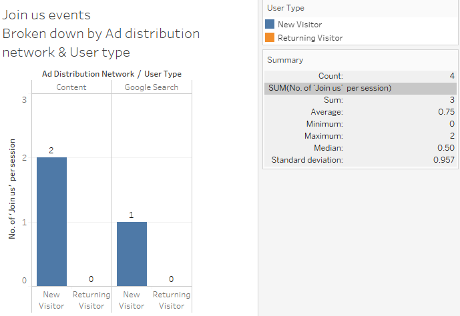 Join us events
Broken down by Ad distribution
network & User type
Ad Distribution Network / User Type
Content Google Search
No. of 'Join us' per session
3
2
1
0
2
0
1
0
New Returning New Returning
Visitor Visitor Visitor Visitor
User Type
New Visitor
Returning Visitor
Summary
Count: 4
SUM(No. of 'Join us' per session)
Sum: 3
Average: 0.75
Minimum: 0
Maximum: 2
Median: 0.50
Standard deviation: 0.957